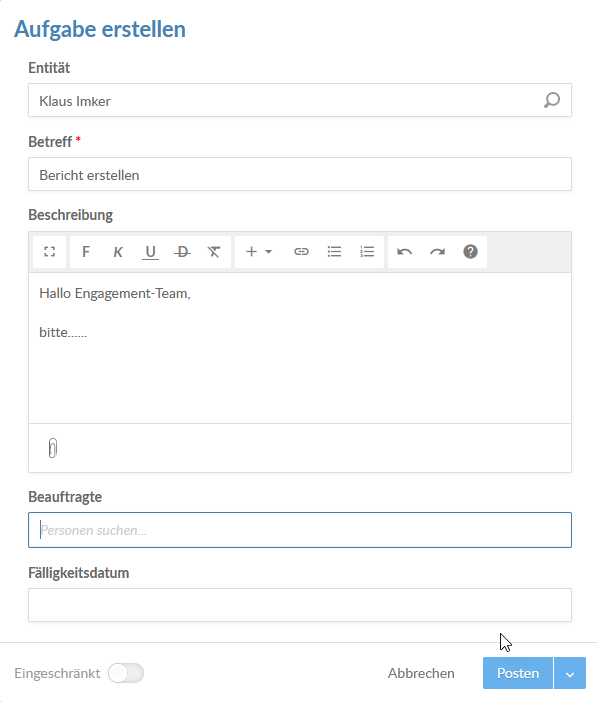 Aufgabe erstellen
Entität
Klaus Imker
Betreff *
Bericht erstellen
Beschreibung
F K U D
Hallo Engagement-Team,
bitte......
Beauftragte
Personen suchen...
Fälligkeitsdatum
Eingeschränkt Abbrechen Posten